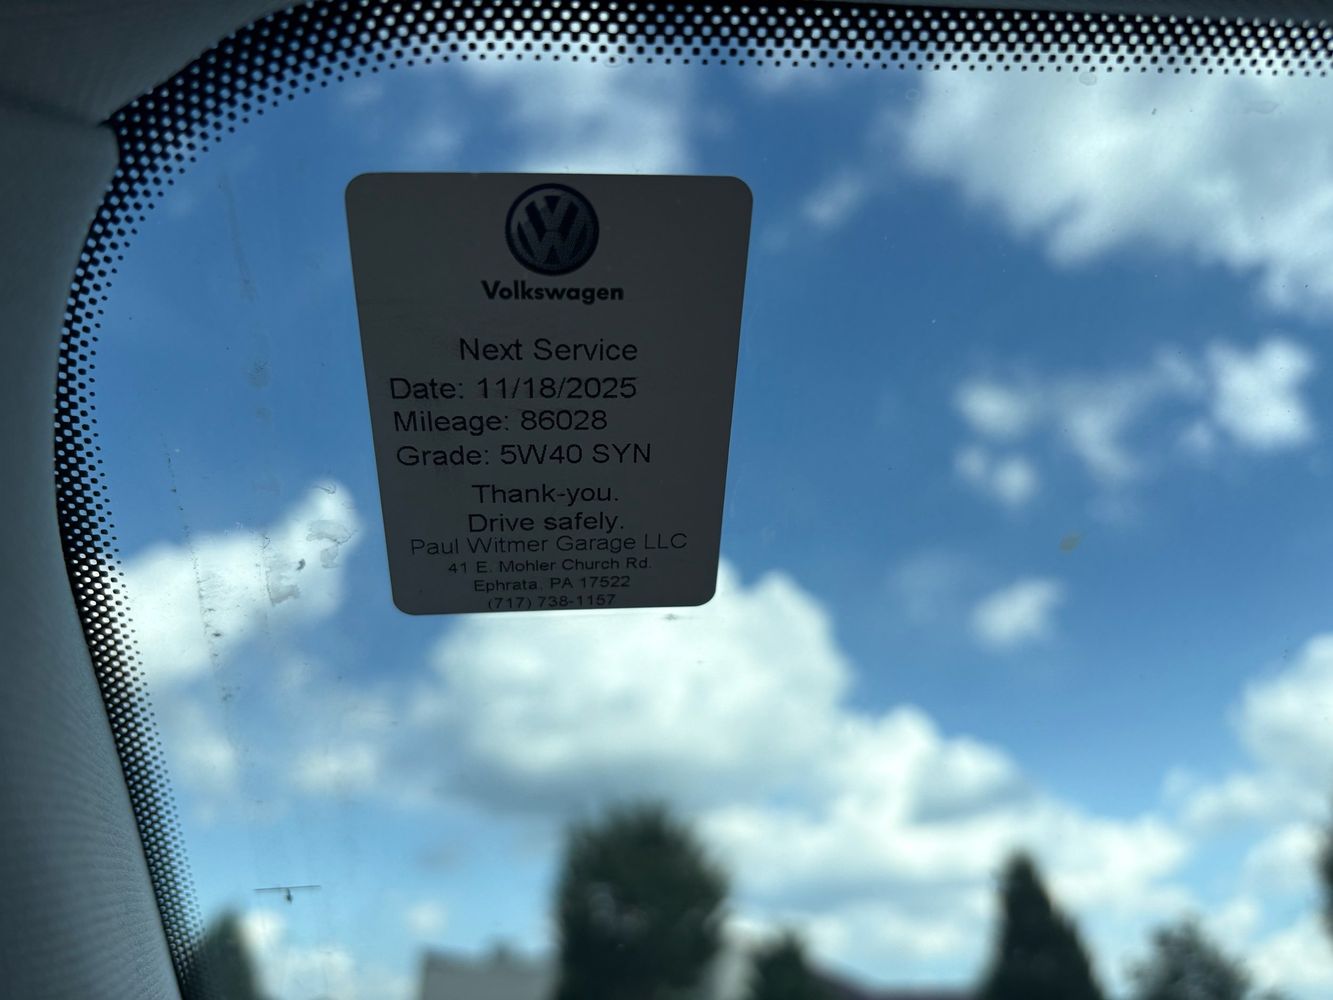 Volkswagen
Next Service
Date: 11/18/2025
Mileage: 86028
Grade: 5W40 SYN
Thank-you.
Drive safely.
Paul Witmer Garage LLC
41 E. Mohler Church Rd.
Ephrata, PA 17522
(717) 738-1157